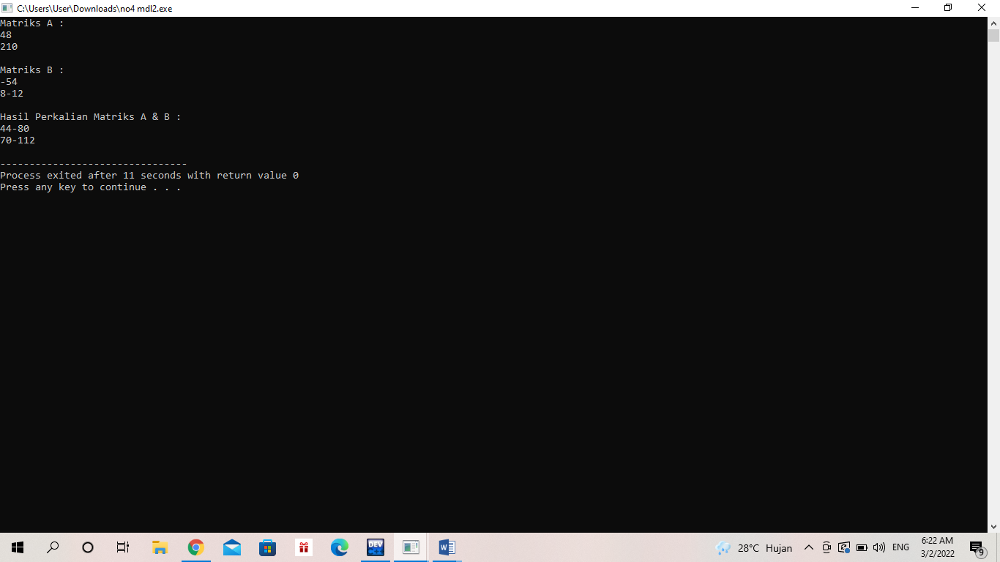 C:\Users\User\Downloads\no4 mdl2.exe
Matriks A :
48
210
Matriks B :
-54
8-12
Hasil Perkalian Matriks A & B :
44-80
70-112
--------------------------------
Process exited after 11 seconds with return value 0
Press any key to continue . . .
DEV C++
W
28°C Hujan
ENG
6:22 AM
3/2/2022
9